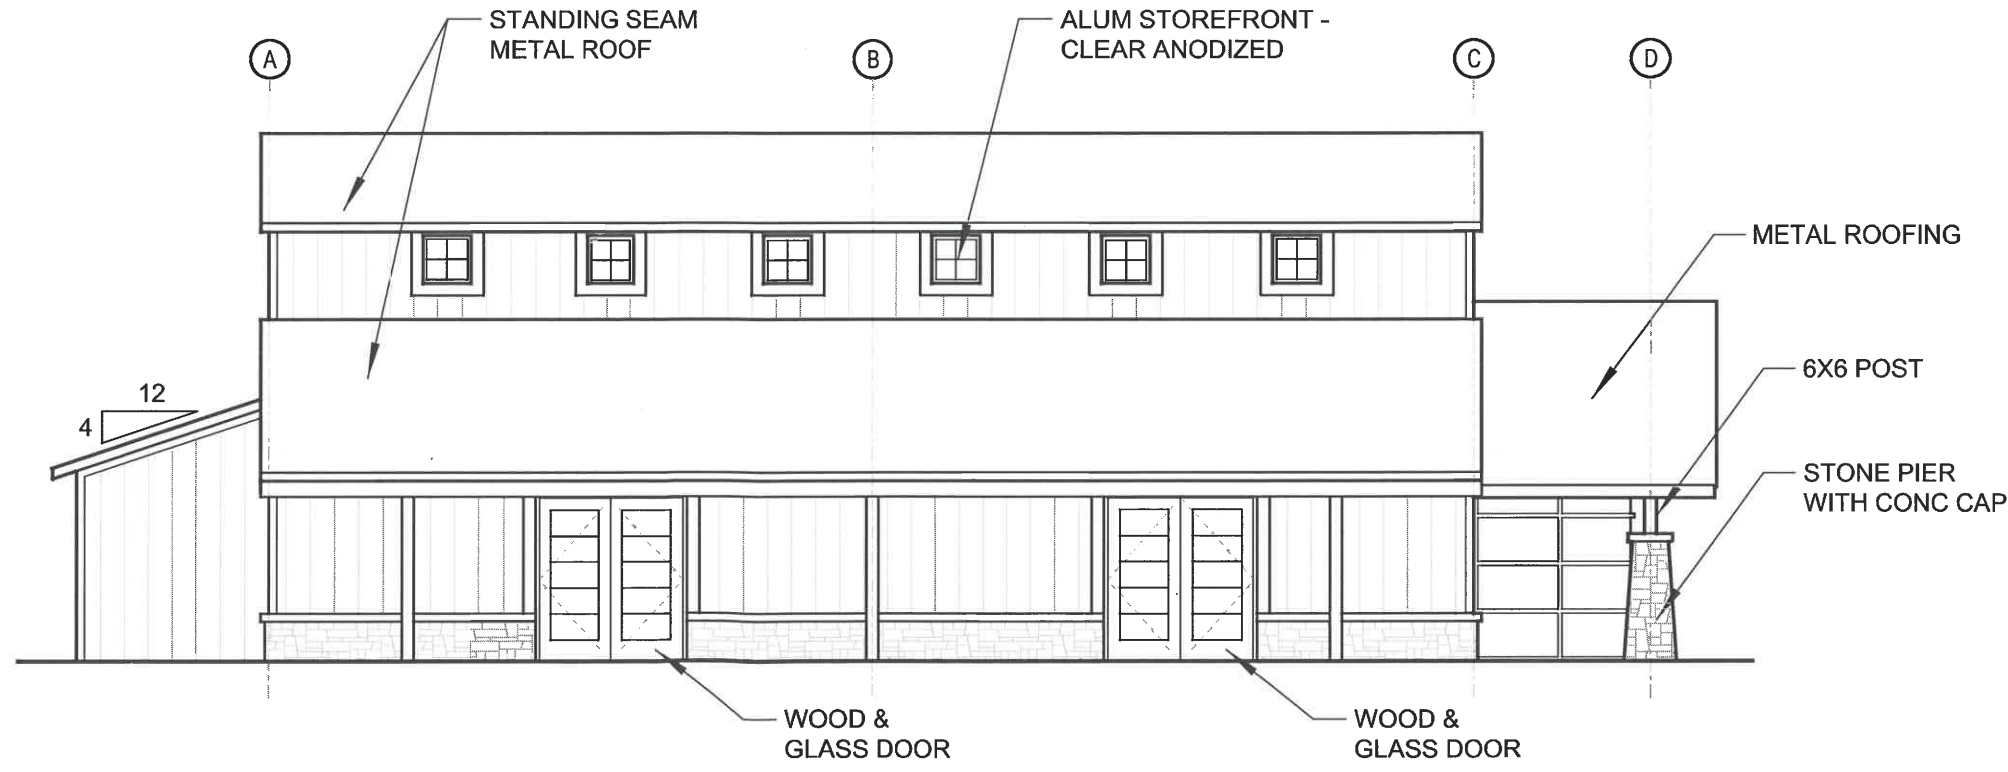 STANDING SEAM
METAL ROOF
ALUM STOREFRONT -
CLEAR ANODIZED
A
B
C
D
METAL ROOFING
6X6 POST
12
4
STONE PIER
WITH CONC CAP
WOOD &
GLASS DOOR
WOOD &
GLASS DOOR